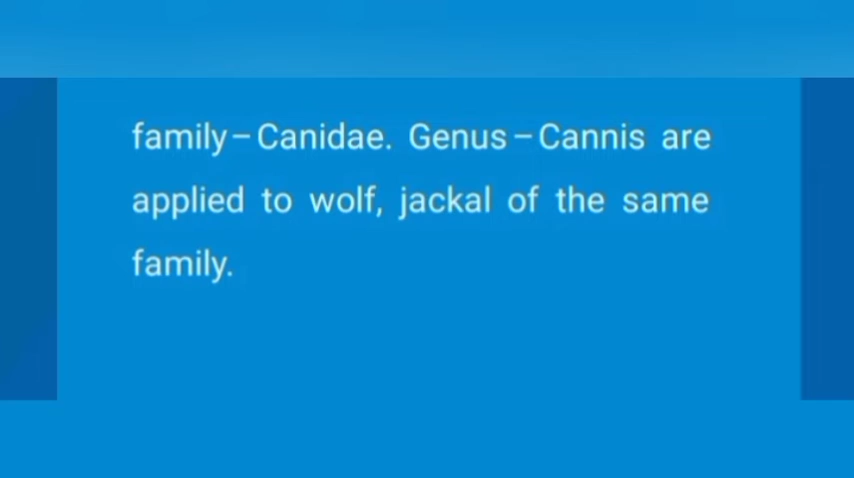 family–Canidae. Genus–Cannis are
applied to wolf, jackal of the same
family.